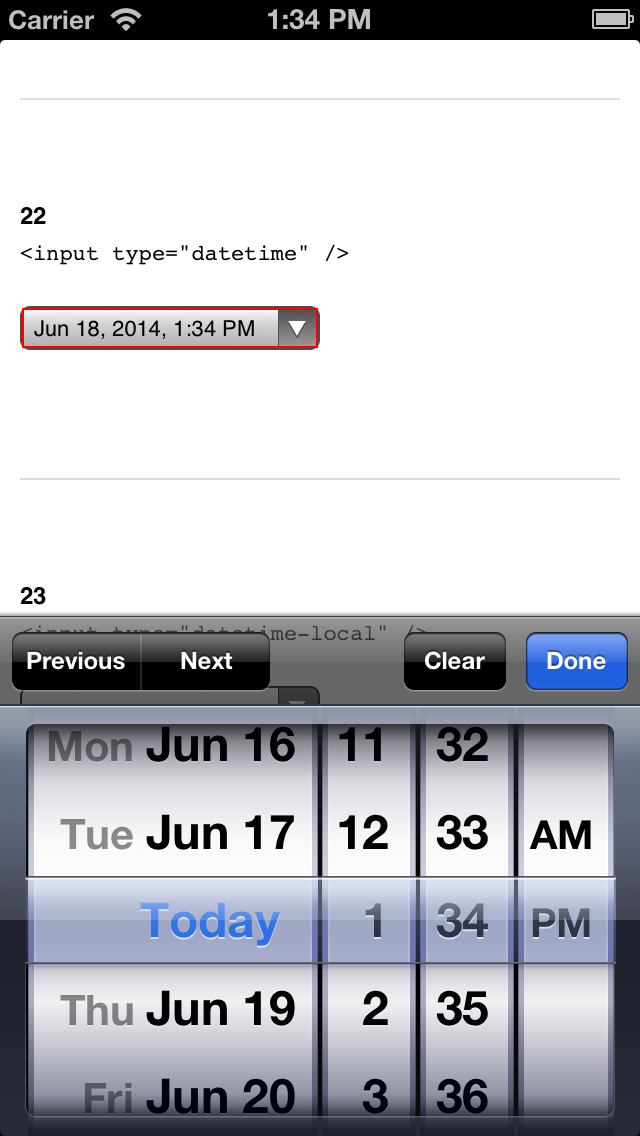 Carrier 1:34 PM
22
<input type="datetime" />
Jun 18, 2014, 1:34 PM
23
<input type="datetime-local" />
Previous Next Clear Done
Mon Jun 16 11 32
Tue Jun 17 12 33 AM
Today 1 34 PM
Thu Jun 19 2 35
Fri Jun 20 3 36